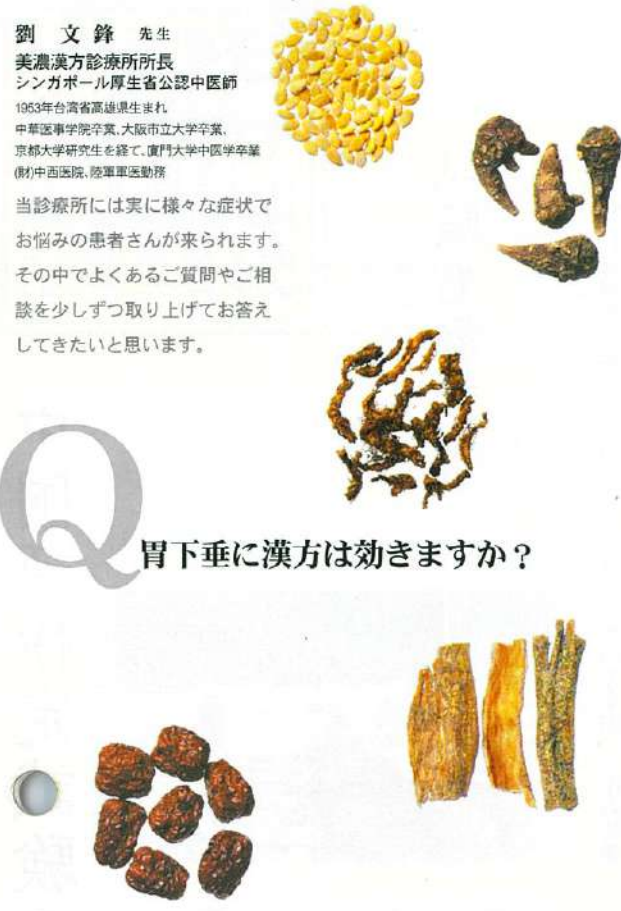 劉 文鋒 先生
美濃漢方診療所所長
シンガポール厚生省公認中医師
1953年台湾省高雄県生まれ
中華医事学院卒業、大阪市立大学卒業、
京都大学研究生を経て、廈門大学中医学卒業
(財)中西医院、陸軍軍医勤務
当診療所には実に様々な症状で
お悩みの患者さんが来られます。
その中でよくあるご質問やご相
談を少しずつ取り上げてお答え
してきたいと思います。
Q
胃下垂に漢方は効きますか？